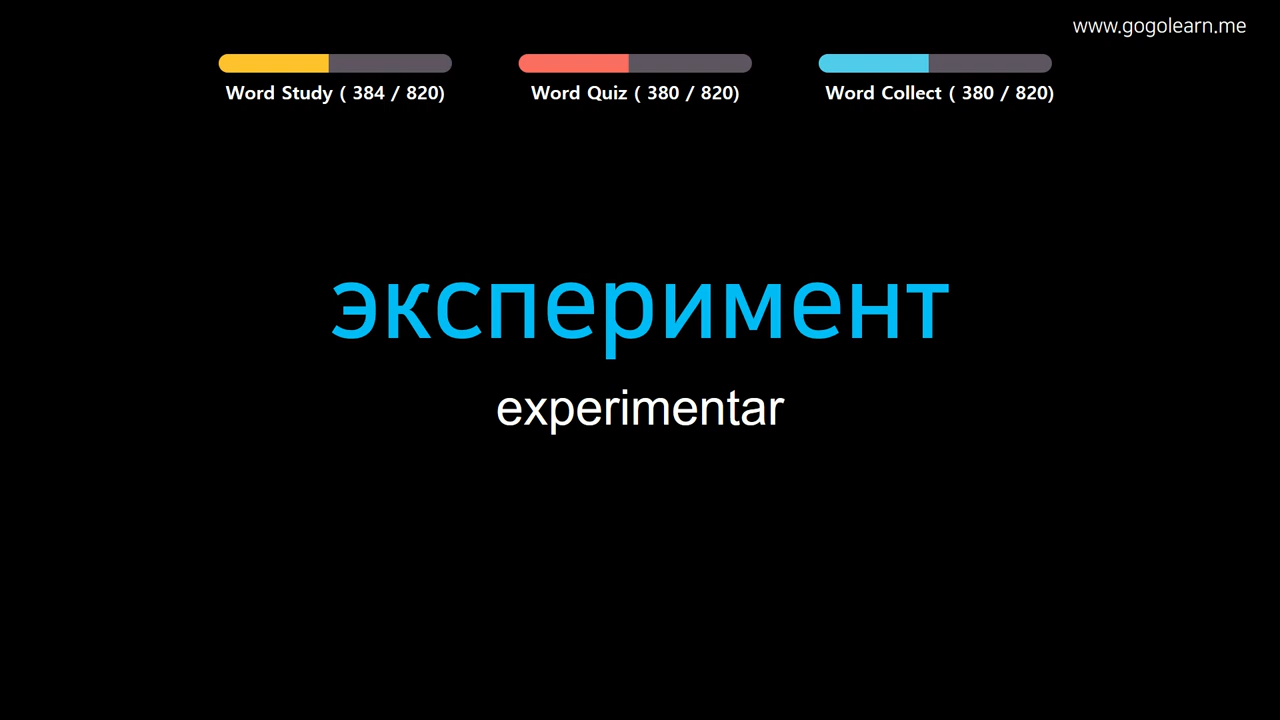 www.gogolearn.me
Word Study ( 384 / 820)
Word Quiz ( 380 / 820)
Word Collect ( 380 / 820)
эксперимент
experimentar